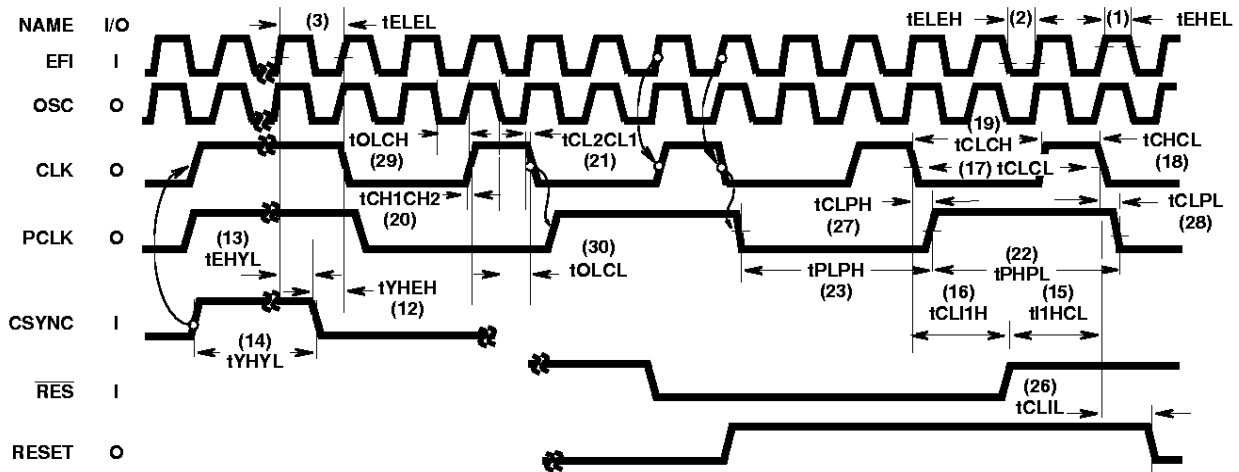 NAME I/O (3) tELEL tELEH (2) (1) tEHEL
EFI I
OSC O
tOLCH (29) tCL2CL1 (21) (19) tCLCH tCHCL (18)
CLK O (17) tCLCL
tCH1CH2 (20) tCLPH (27) tCLPL (28)
PCLK O
(13) tEHYL (30) tOLCL tPLPH (23) (22) tPHPL
tYHEH (12) (16) tCLI1H (15) tI1HCL
CSYNC I
(14) tYHYL
RES I (26) tCLIL
RESET O